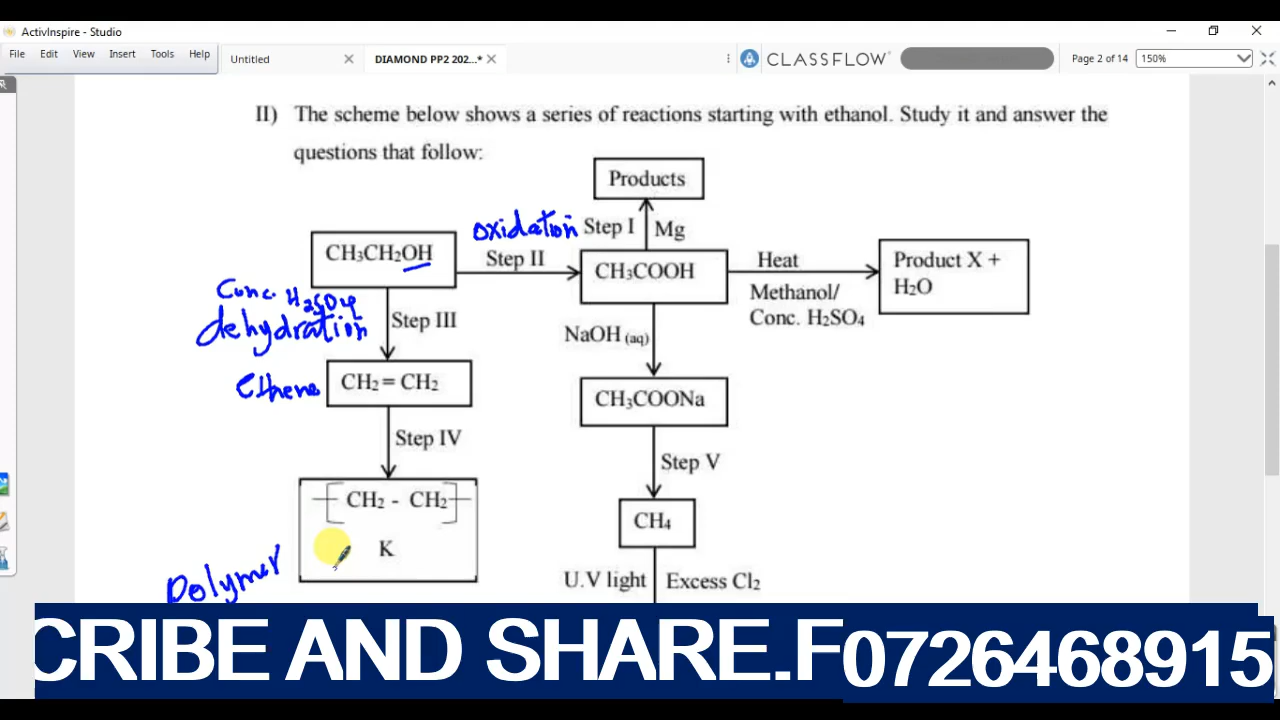 ActivInspire - Studio
File Edit View Insert Tools Help
Untitled
DIAMOND PP2 202...*
CLASSFLOW
Page 2 of 14
150%
II) The scheme below shows a series of reactions starting with ethanol. Study it and answer the
questions that follow:
Products
oxidation
Step I
Mg
CH₃CH₂OH
Step II
CH₃COOH
Heat
Methanol/
Conc. H₂SO₄
Product X +
H₂O
Conc. H₂SO₄
dehydration
Step III
NaOH (aq)
Ethene
CH₂ = CH₂
CH₃COONa
Step IV
Step V
CH₂ - CH₂
K
CH₄
Polymer
U.V light
Excess Cl₂
CRIBE AND SHARE.F
0726468915